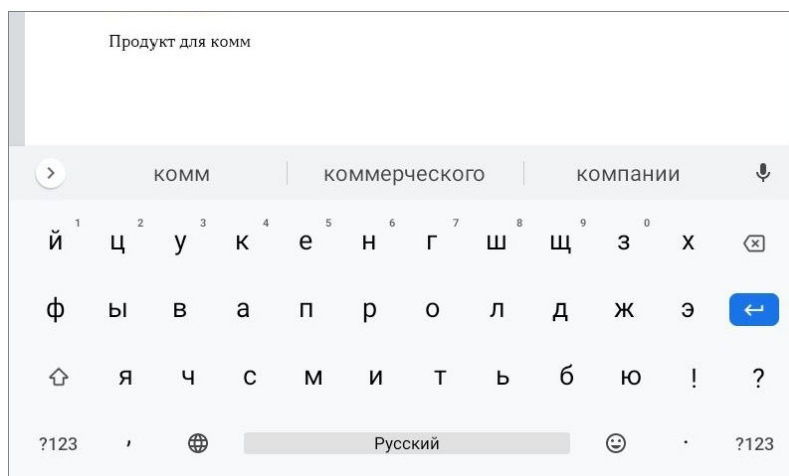 Продукт для комм
комм коммерческого компании
й 1 ц 2 у 3 к 4 е 5 н 6 г 7 ш 8 щ 9 з 0 х
ф ы в а п р о л д ж э
я ч с м и т ь б ю ! ?
?123 , Русский . ?123